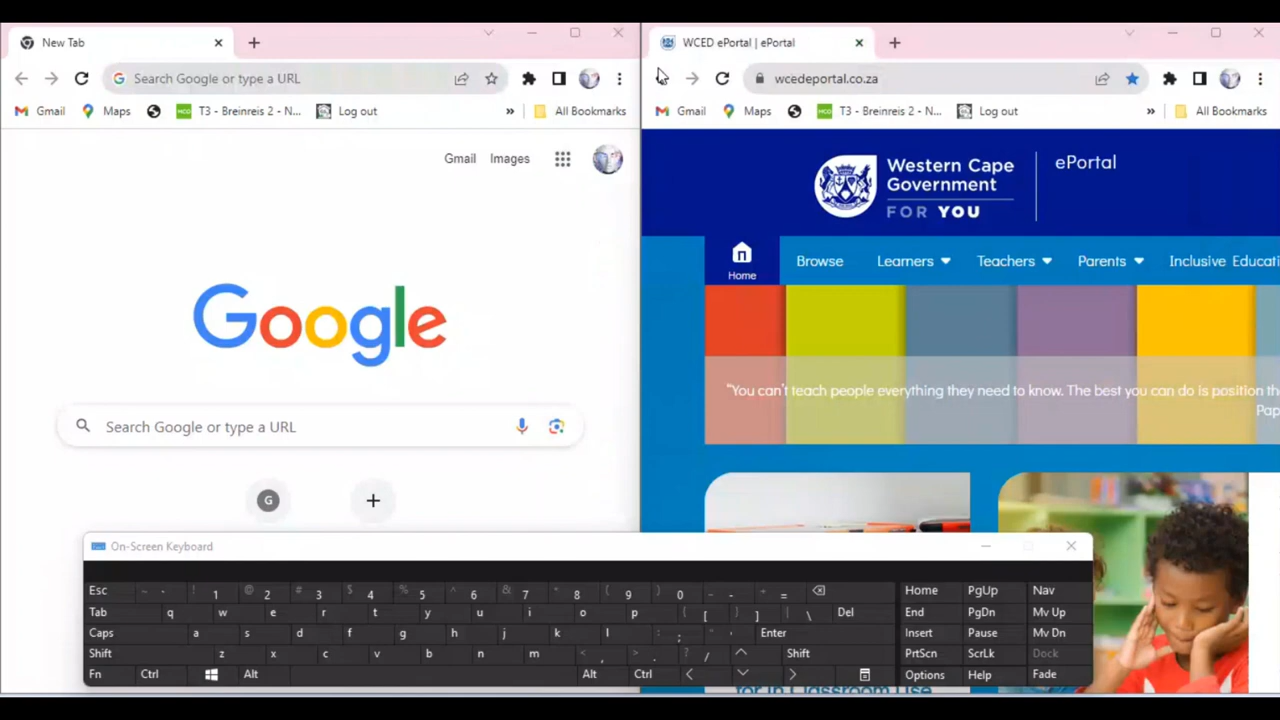 New Tab
Search Google or type a URL
Gmail
Maps
T3 - Breinreis 2 - N...
Log out
»
All Bookmarks
Gmail
Images
Google
Search Google or type a URL
G
WCED ePortal | ePortal
wcedeportal.co.za
Gmail
Maps
T3 - Breinreis 2 - N...
Log out
»
All Bookmarks
Western Cape
Government
FOR YOU
ePortal
Home
Browse
Learners
Teachers
Parents
Inclusive Educati
"You can't teach people everything they need to know. The best you can do is position the
Pap
for in Classroom Use
On-Screen Keyboard
Esc ~ ` ! 1 @ 2 # 3 $ 4 % 5 ^ 6 & 7 * 8 ( 9 ) 0 _ - + = Home PgUp Nav
Tab q w e r t y u i o p { [ } ] | \ Del End PgDn Mv Up
Caps a s d f g h j k l : ; " ' Enter Insert Pause Mv Dn
Shift z x c v b n m < , > . ? / Shift PrtScn ScrLk Dock
Fn Ctrl Alt Alt Ctrl Options Help Fade